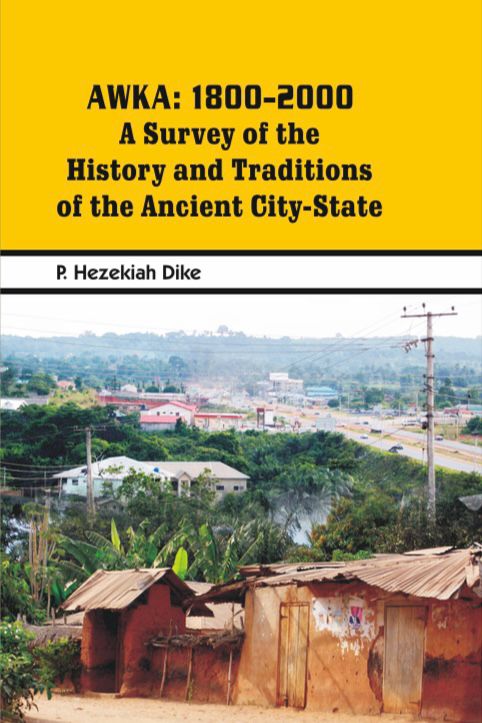 AWKA: 1800-2000
A Survey of the
History and Traditions
of the Ancient City-State
P. Hezekiah Dike